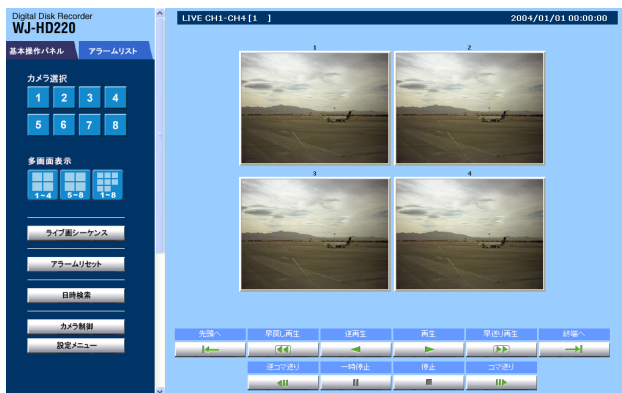 Digital Disk Recorder
WJ-HD220
基本操作パネル
アラームリスト
カメラ選択
1 2 3 4
5 6 7 8
多画面表示
1~4 5~8 1~8
ライブ画シーケンス
アラームリセット
日時検索
カメラ制御
設定メニュー
LIVE CH1-CH4 [1 ]
2004/01/01 00:00:00
1 2
3 4
先頭へ 早戻し再生 逆再生 再生 早送り再生 終端へ
逆コマ送り 一時停止 停止 コマ送り